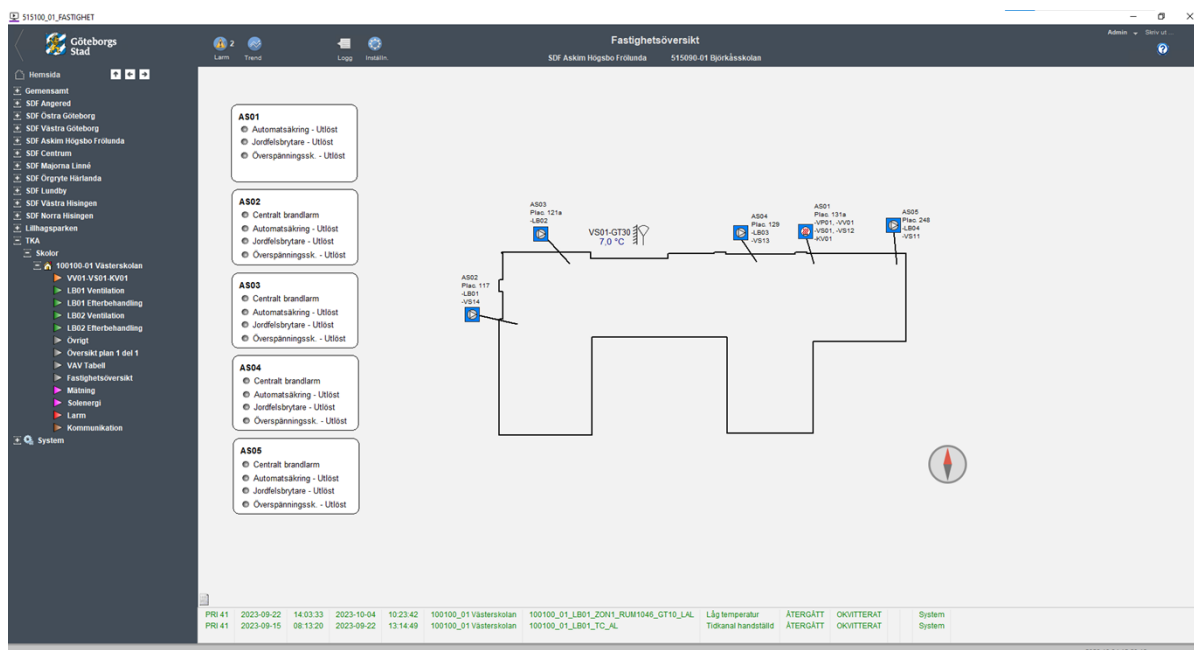 515100_01_FASTIGHET
Göteborgs
Stad
2
Larm
Trend
Logg
Inställn.
Fastighetsöversikt
SDF Askim Högsbo Frölunda 515090-01 Björkåsskolan
Admin
Skriv ut ...
?
Hemsida
Gemensamt
SDF Angered
SDF Östra Göteborg
SDF Västra Göteborg
SDF Askim Högsbo Frölunda
SDF Centrum
SDF Majorna Linné
SDF Örgryte Härlanda
SDF Lundby
SDF Västra Hisingen
SDF Norra Hisingen
Lillhagsparken
TKA
Skolor
100100-01 Västerskolan
VV01-VS01-KV01
LB01 Ventilation
LB01 Efterbehandling
LB02 Ventilation
LB02 Efterbehandling
Övrigt
Översikt plan 1 del 1
VAV Tabell
Fastighetsöversikt
Mätning
Solenergi
Larm
Kommunikation
System
AS01
Automatsäkring - Utlöst
Jordfelsbrytare - Utlöst
Överspänningssk. - Utlöst
AS02
Centralt brandlarm
Automatsäkring - Utlöst
Jordfelsbrytare - Utlöst
Överspänningssk. - Utlöst
AS03
Centralt brandlarm
Automatsäkring - Utlöst
Jordfelsbrytare - Utlöst
Överspänningssk. - Utlöst
AS04
Centralt brandlarm
Automatsäkring - Utlöst
Jordfelsbrytare - Utlöst
Överspänningssk. - Utlöst
AS05
Centralt brandlarm
Automatsäkring - Utlöst
Jordfelsbrytare - Utlöst
Överspänningssk. - Utlöst
AS03
Plac. 121a
-LB02
VS01-GT30
7,0 °C
AS04
Plac. 129
-LB03
-VS13
AS01
Plac. 131a
-VP01, -VV01
-VS01, -VS12
-KV01
AS05
Plac. 248
-LB04
-VS11
AS02
Plac. 117
-LB01
-VS14
PRI 41 2023-09-22 14:03:33 2023-10-04 10:23:42 100100_01 Västerskolan 100100_01_LB01_ZON1_RUM1046_GT10_LAL Låg temperatur ÅTERGÅTT OKVITTERAT System
PRI 41 2023-09-15 08:13:20 2023-09-22 13:14:49 100100_01 Västerskolan 100100_01_LB01_TC_AL Tidkanal handställd ÅTERGÅTT OKVITTERAT System